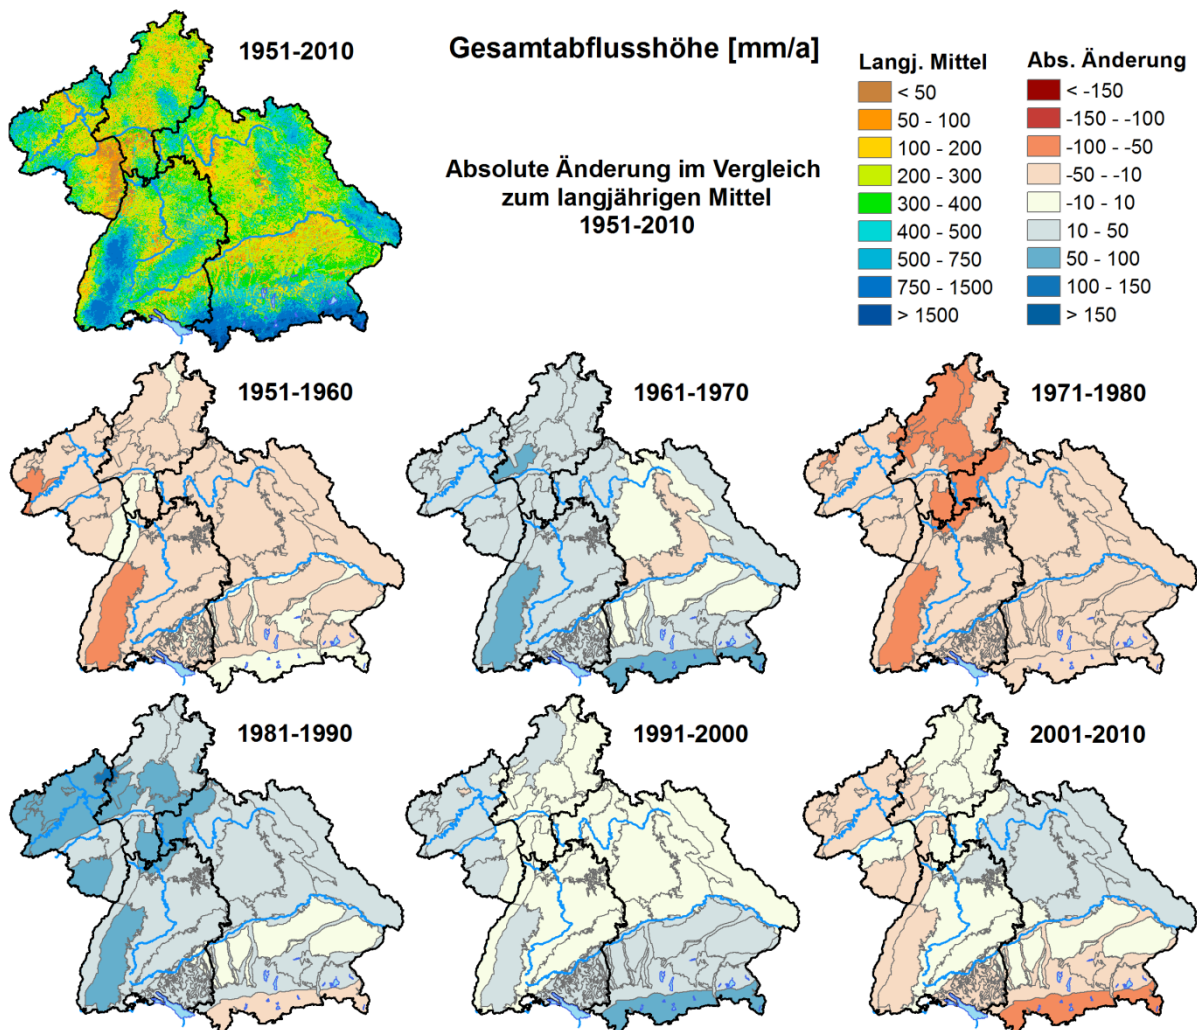 1951-2010
Gesamtabflusshöhe [mm/a]
Absolute Änderung im Vergleich
zum langjährigen Mittel
1951-2010
Langj. Mittel
< 50
50 - 100
100 - 200
200 - 300
300 - 400
400 - 500
500 - 750
750 - 1500
> 1500
Abs. Änderung
< -150
-150 - -100
-100 - -50
-50 - -10
-10 - 10
10 - 50
50 - 100
100 - 150
> 150
1951-1960
1961-1970
1971-1980
1981-1990
1991-2000
2001-2010